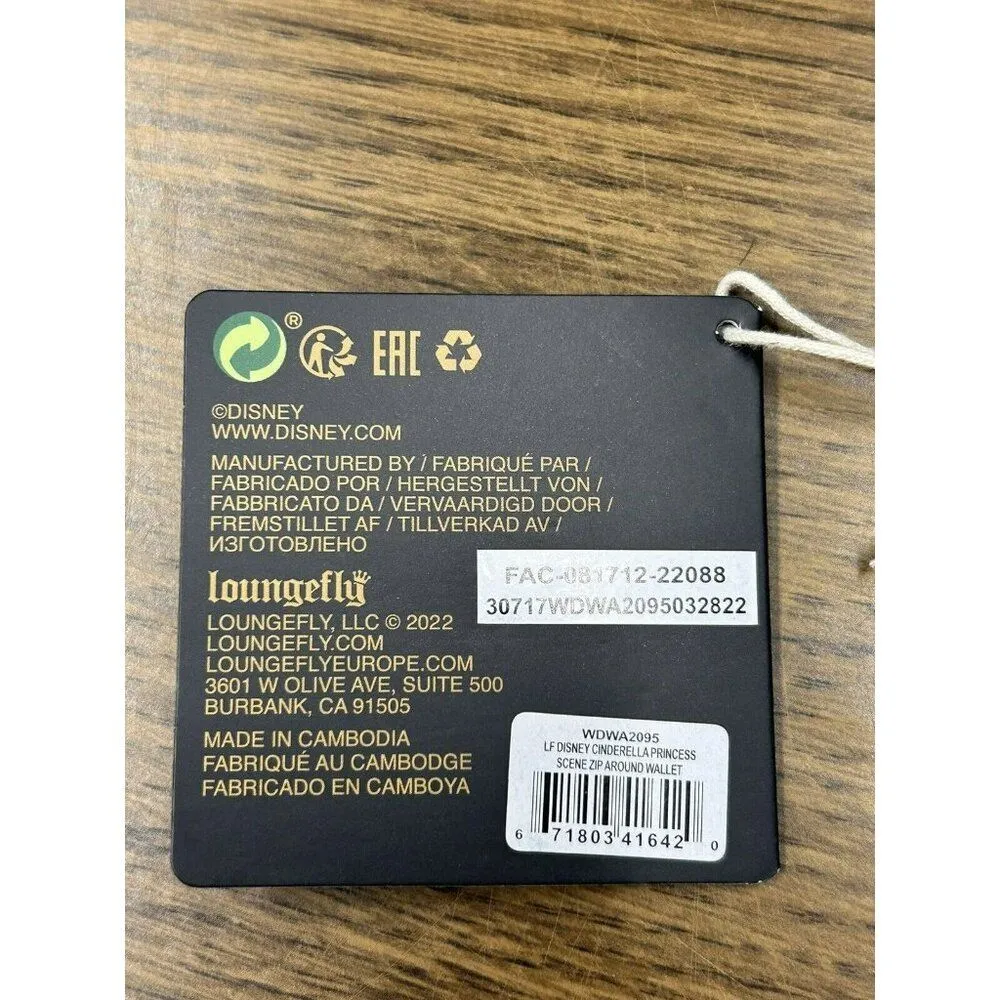 ®
EAC
©DISNEY
WWW.DISNEY.COM
MANUFACTURED BY / FABRIQUÉ PAR /
FABRICADO POR / HERGESTELLT VON /
FABBRICATO DA / VERVAARDIGD DOOR /
FREMSTILLET AF / TILLVERKAD AV /
ИЗГОТОВЛЕНО
loungefly
LOUNGEFLY, LLC © 2022
LOUNGEFLY.COM
LOUNGEFLYEUROPE.COM
3601 W OLIVE AVE, SUITE 500
BURBANK, CA 91505
MADE IN CAMBODIA
FABRIQUÉ AU CAMBODGE
FABRICADO EN CAMBOYA
FAC-081712-22088
30717WDWA2095032822
WDWA2095
LF DISNEY CINDERELLA PRINCESS
SCENE ZIP AROUND WALLET
6 71803 41642 0